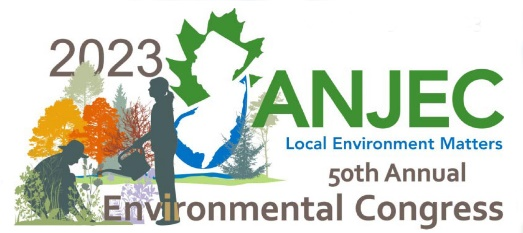 2023
ANJEC
Local Environment Matters
50th Annual
Environmental Congress